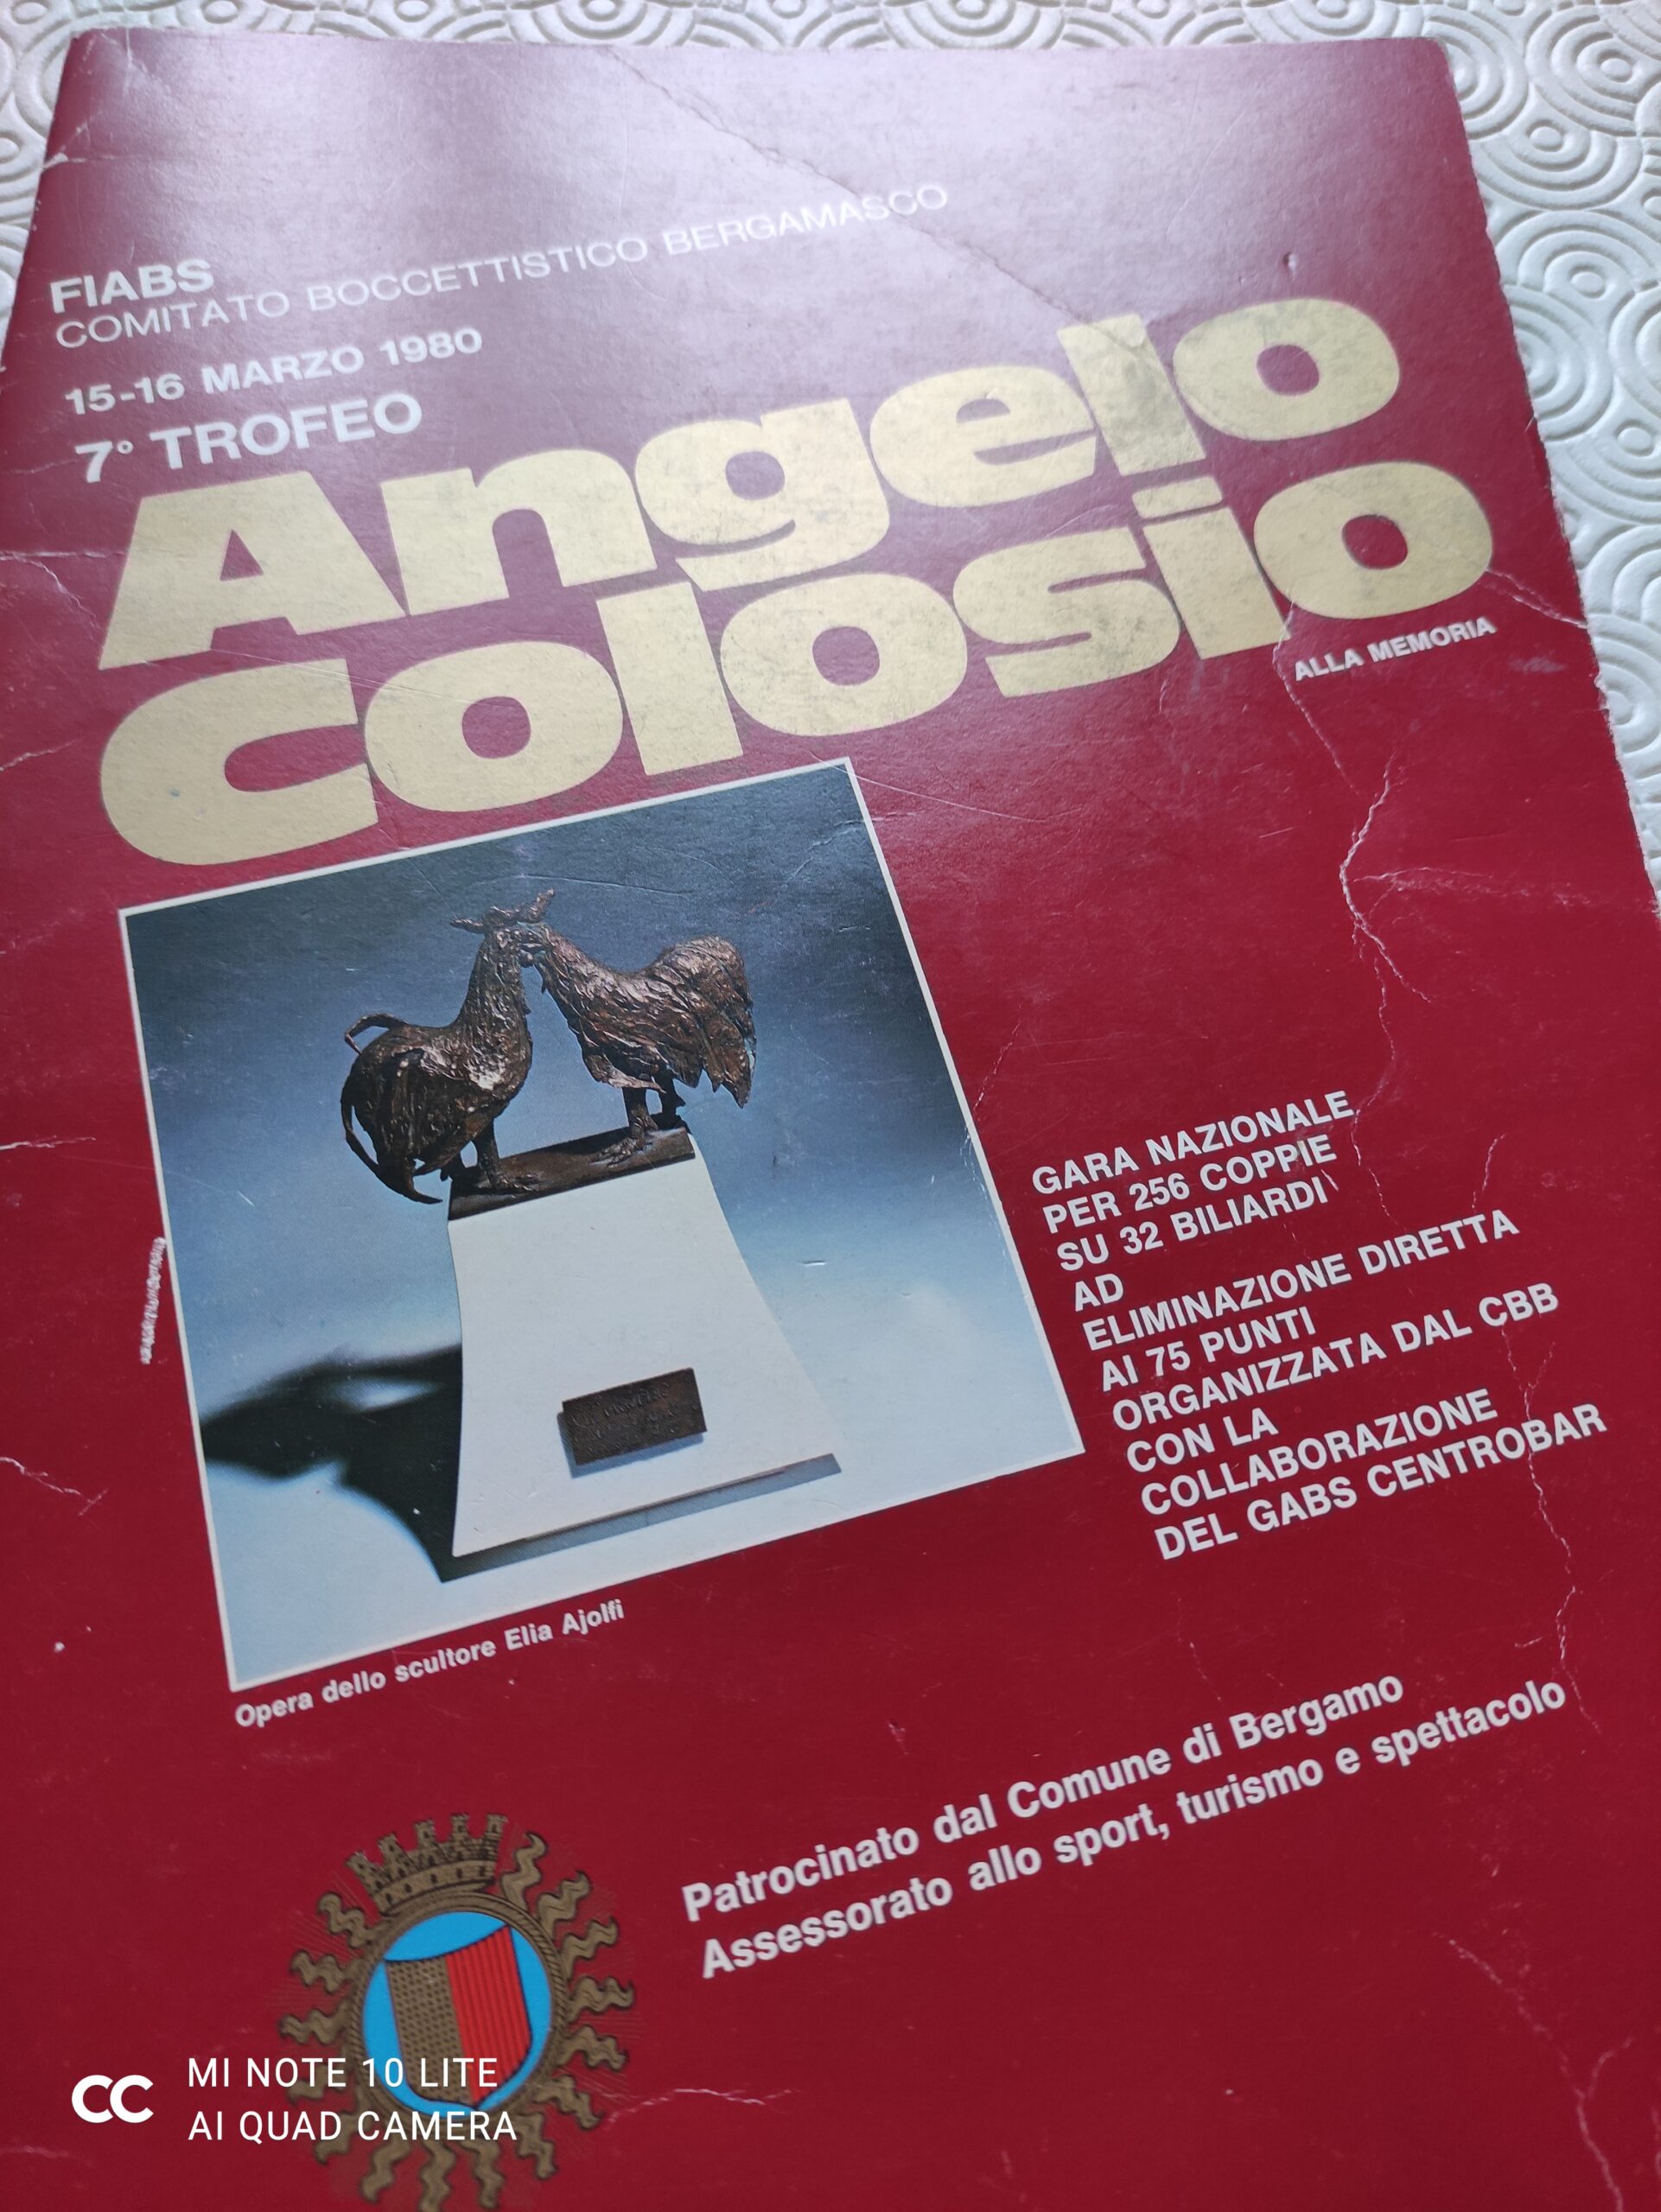 FIABS
COMITATO BOCCETTISTICO BERGAMASCO
15-16 MARZO 1980
7° TROFEO
Angelo
Colosio
ALLA MEMORIA
GARA NAZIONALE
PER 256 COPPIE
SU 32 BILIARDI
AD
ELIMINAZIONE DIRETTA
AI 75 PUNTI
ORGANIZZATA DAL CBB
CON LA
COLLABORAZIONE
DEL GABS CENTROBAR
Opera dello scultore Elia Ajolfi
Patrocinato dal Comune di Bergamo
Assessorato allo sport, turismo e spettacolo
MI NOTE 10 LITE
AI QUAD CAMERA